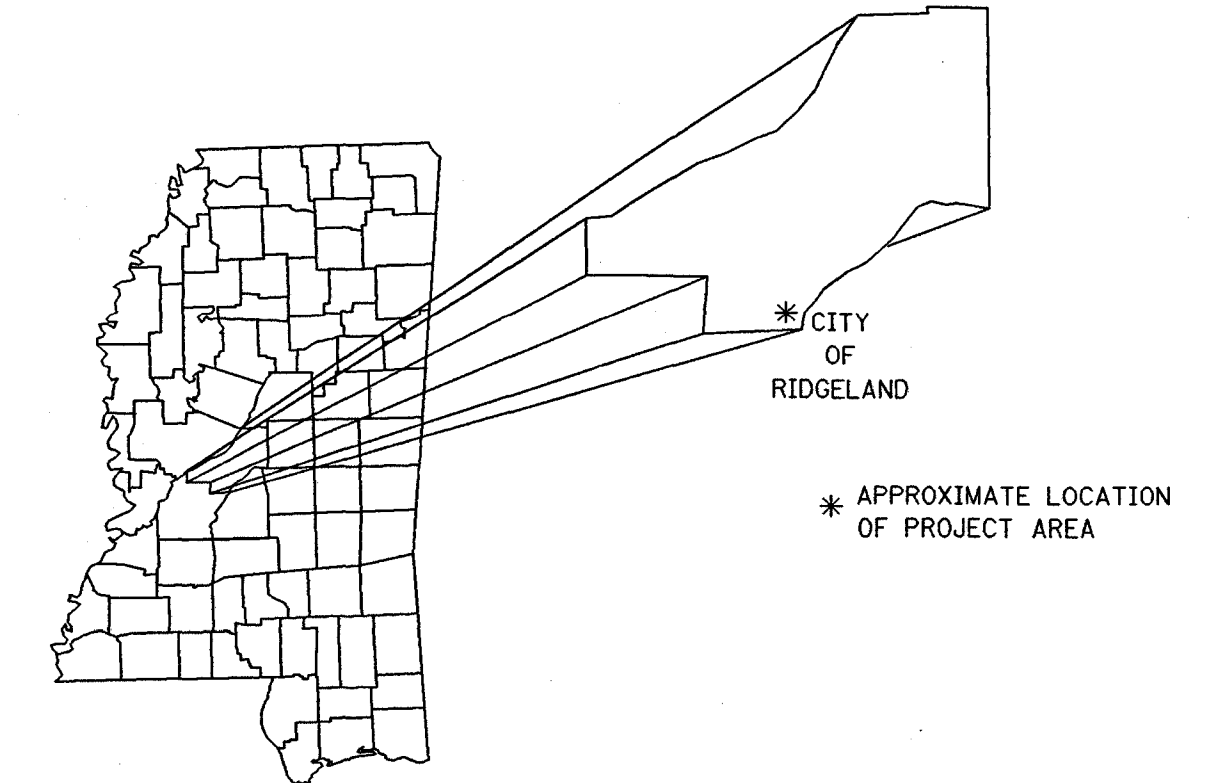 * CITY
OF
RIDGELAND
* APPROXIMATE LOCATION
OF PROJECT AREA